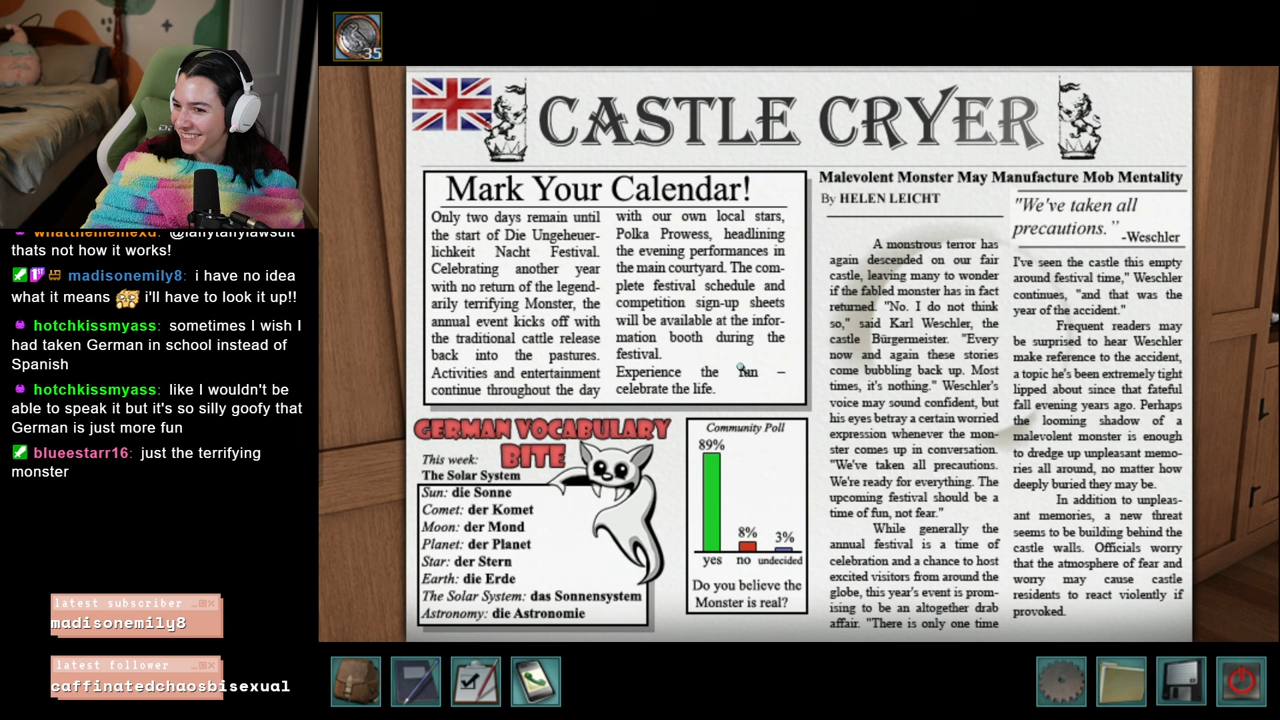 35
CASTLE CRYER
Mark Your Calendar!
Only two days remain until
the start of Die Ungeheuer-
lichkeit Nacht Festival.
Celebrating another year
with no return of the legend-
arily terrifying Monster, the
annual event kicks off with
the traditional cattle release
back into the pastures.
Activities and entertainment
continue throughout the day
with our own local stars,
Polka Prowess, headlining
the evening performances in
the main courtyard. The com-
plete festival schedule and
competition sign-up sheets
will be available at the infor-
mation booth during the
festival.
Experience the fun –
celebrate the life.
Malevolent Monster May Manufacture Mob Mentality
By HELEN LEICHT
"We've taken all
precautions."
-Weschler
A monstrous terror has
again descended on our fair
castle, leaving many to wonder
if the fabled monster has in fact
returned. "No. I do not think
so," said Karl Weschler, the
castle Bürgermeister. "Every
now and again these stories
come bubbling back up. Most
times, it's nothing." Weschler's
voice may sound confident, but
his eyes betray a certain worried
expression whenever the mon-
ster comes up in conversation.
"We've taken all precautions.
We're ready for everything. The
upcoming festival should be a
time of fun, not fear."
While generally the
annual festival is a time of
celebration and a chance to host
excited visitors from around the
globe, this year's event is prom-
ising to be an altogether drab
affair. "There is only one time
I've seen the castle this empty
around festival time," Weschler
continues, "and that was the
year of the accident."
Frequent readers may
be surprised to hear Weschler
make reference to the accident,
a topic he's been extremely tight
lipped about since that fateful
fall evening years ago. Perhaps
the looming shadow of a
malevolent monster is enough
to dredge up unpleasant memo-
ries all around, no matter how
deeply buried they may be.
In addition to unpleas-
ant memories, a new threat
seems to be building behind the
castle walls. Officials worry
that the atmosphere of fear and
worry may cause castle
residents to react violently if
provoked.
GERMAN VOCABULARY
BITE
This week:
The Solar System
Sun: die Sonne
Comet: der Komet
Moon: der Mond
Planet: der Planet
Star: der Stern
Earth: die Erde
The Solar System: das Sonnensystem
Astronomy: die Astronomie
Community Poll
89%
8%
3%
yes no undecided
Do you believe the
Monster is real?
thats not how it works!
madisonemily8: i have no idea
what it means i'll have to look it up!!
hotchkissmyass: sometimes I wish I
had taken German in school instead of
Spanish
hotchkissmyass: like I wouldn't be
able to speak it but it's so silly goofy that
German is just more fun
blueestarr16: just the terrifying
monster
latest subscriber
madisonemily8
latest follower
caffinatedchaosbisexual